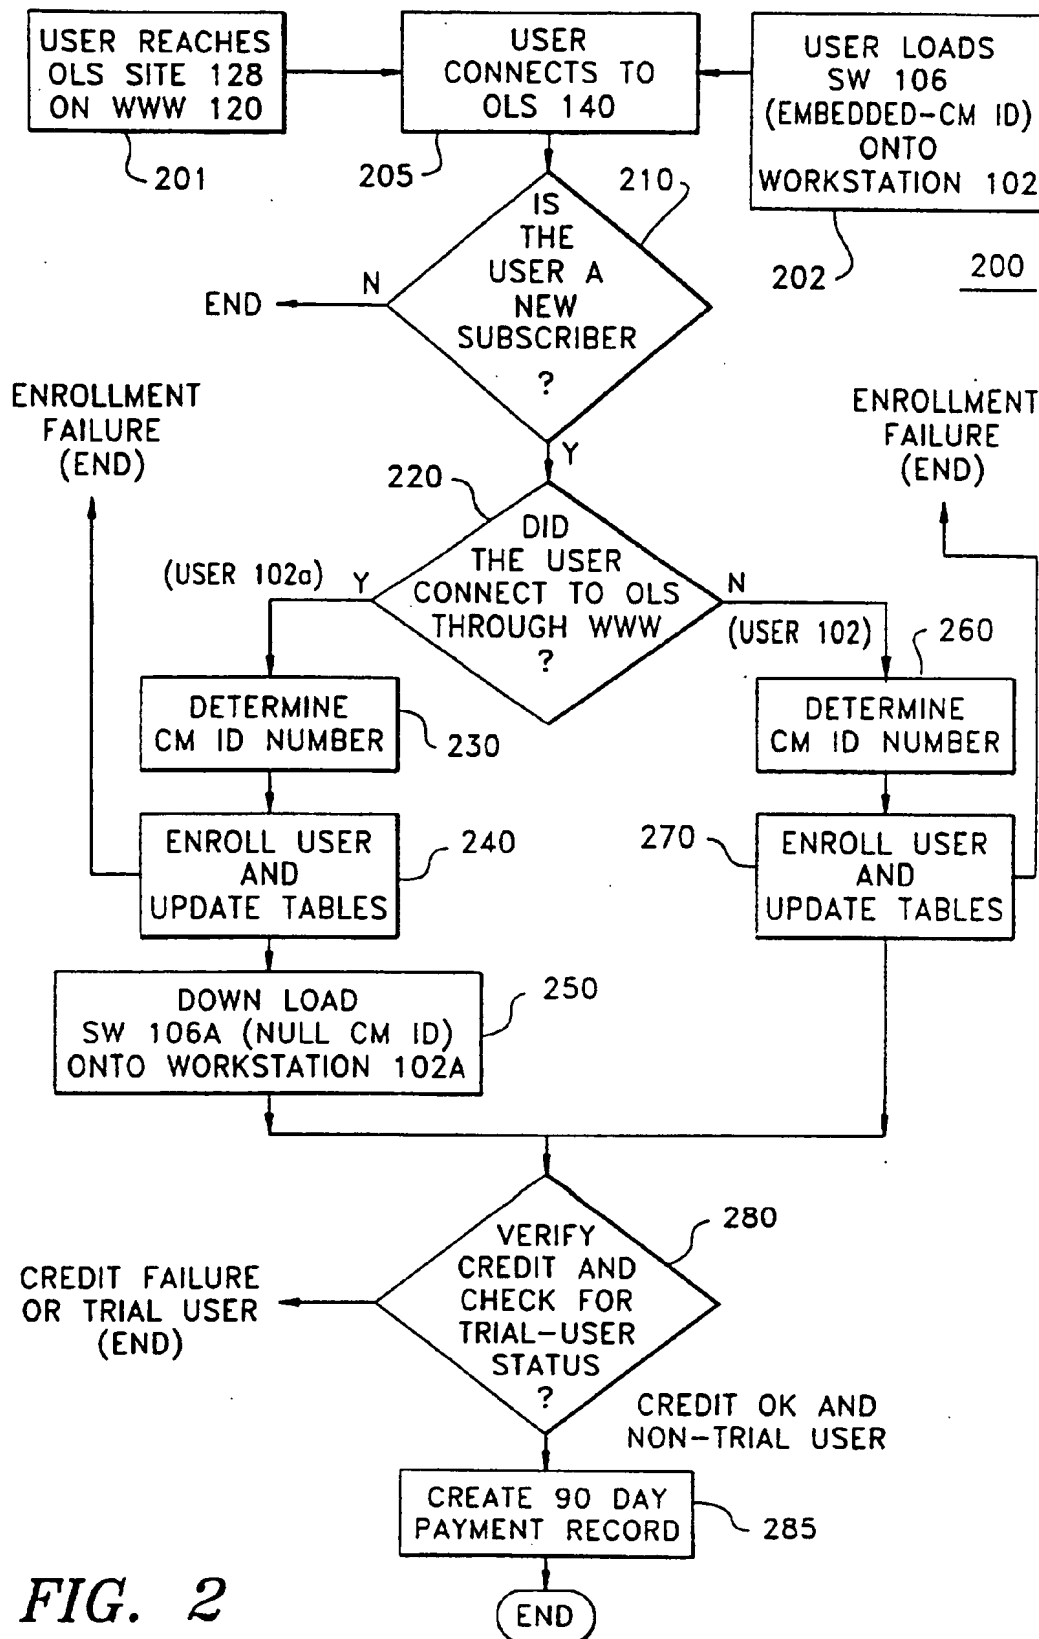 USER REACHES
OLS SITE 128
ON WWW 120
201
USER
CONNECTS TO
OLS 140
205
USER LOADS
SW 106
(EMBEDDED-CM ID)
ONTO
WORKSTATION 102
202
200
210
IS
THE
USER A
NEW
SUBSCRIBER
?
N
END
Y
ENROLLMENT
FAILURE
(END)
ENROLLMENT
FAILURE
(END)
220
DID
THE USER
CONNECT TO OLS
THROUGH WWW
?
(USER 102a)
Y
N
(USER 102)
DETERMINE
CM ID NUMBER
230
260
DETERMINE
CM ID NUMBER
ENROLL USER
AND
UPDATE TABLES
240
270
ENROLL USER
AND
UPDATE TABLES
DOWN LOAD
SW 106A (NULL CM ID)
ONTO WORKSTATION 102A
250
280
VERIFY
CREDIT AND
CHECK FOR
TRIAL-USER
STATUS
?
CREDIT FAILURE
OR TRIAL USER
(END)
CREDIT OK AND
NON-TRIAL USER
CREATE 90 DAY
PAYMENT RECORD
285
END
FIG. 2